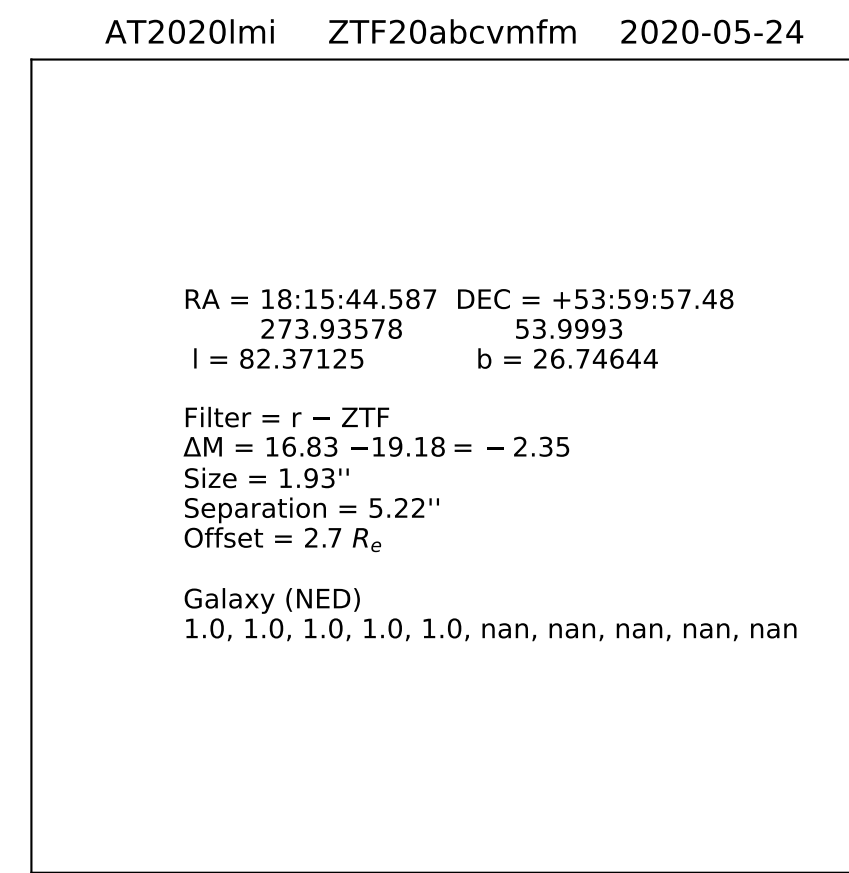 AT2020lmi ZTF20abcvmfm 2020-05-24
RA = 18:15:44.587 DEC = +53:59:57.48
273.93578 53.9993
l = 82.37125 b = 26.74644
Filter = r − ZTF
ΔM = 16.83 −19.18 = − 2.35
Size = 1.93''
Separation = 5.22''
Offset = 2.7 Re
Galaxy (NED)
1.0, 1.0, 1.0, 1.0, 1.0, nan, nan, nan, nan, nan